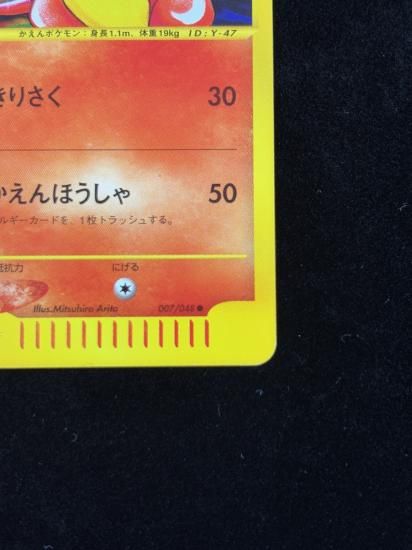 かえんポケモン：身長1.1m、体重19kg ID:Y-47
きりさく 30
かえんほうしゃ 50
ルギーカードを、1枚トラッシュする。
抵抗力 にげる
Illus.Mitsuhiro Arita 007/048●